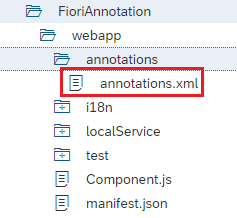 FioriAnnotation
webapp
annotations
annotations.xml
i18n
localService
test
Component.js
manifest.json